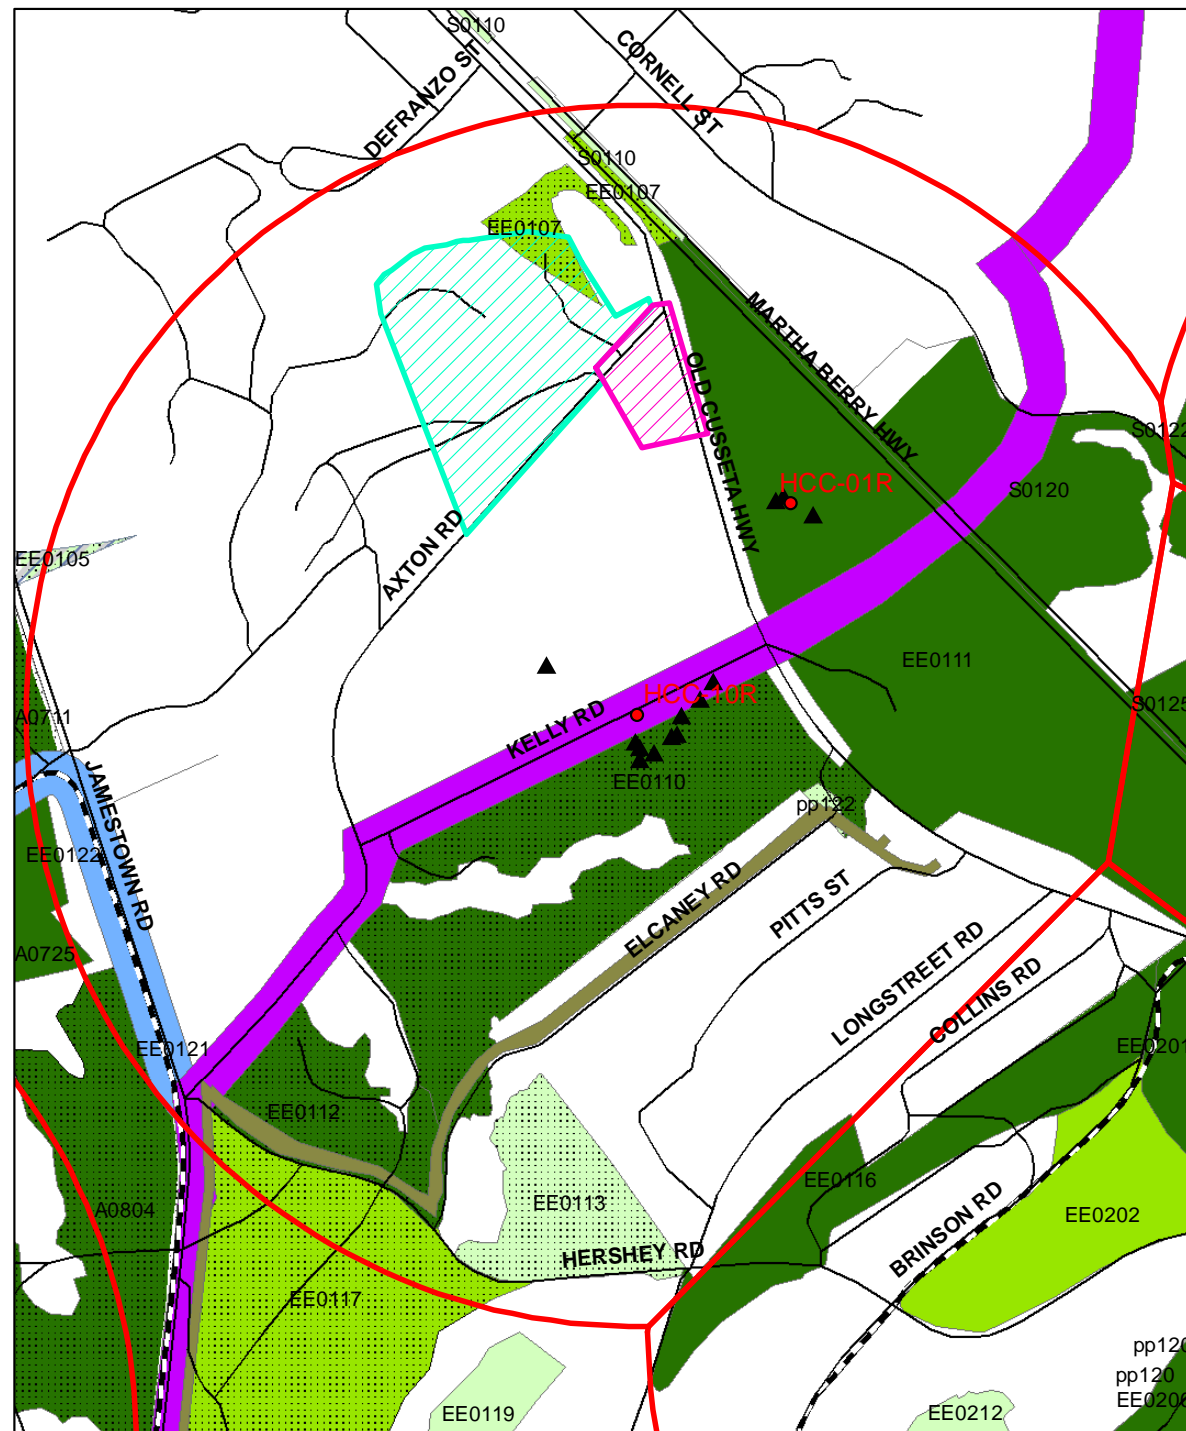 S0110
CORNELL ST
DEFRANZO ST
S0110
EE0107
EE0107
MARTHA BERRY HWY
OLD CUSSETA HWY
S0122
HCC-01R
S0120
AXTON RD
EE0105
EE0111
HCC-10R
S0125
A0711
KELLY RD
EE0110
JAMESTOWN RD
pp122
EE0122
ELCANEY RD
PITTS ST
LONGSTREET RD
A0725
COLLINS RD
EE0121
EE0201
EE0112
EE0116
EE0113
A0804
EE0202
BRINSON RD
HERSHEY RD
EE0117
pp120
pp120
EE0206
EE0119
EE0212